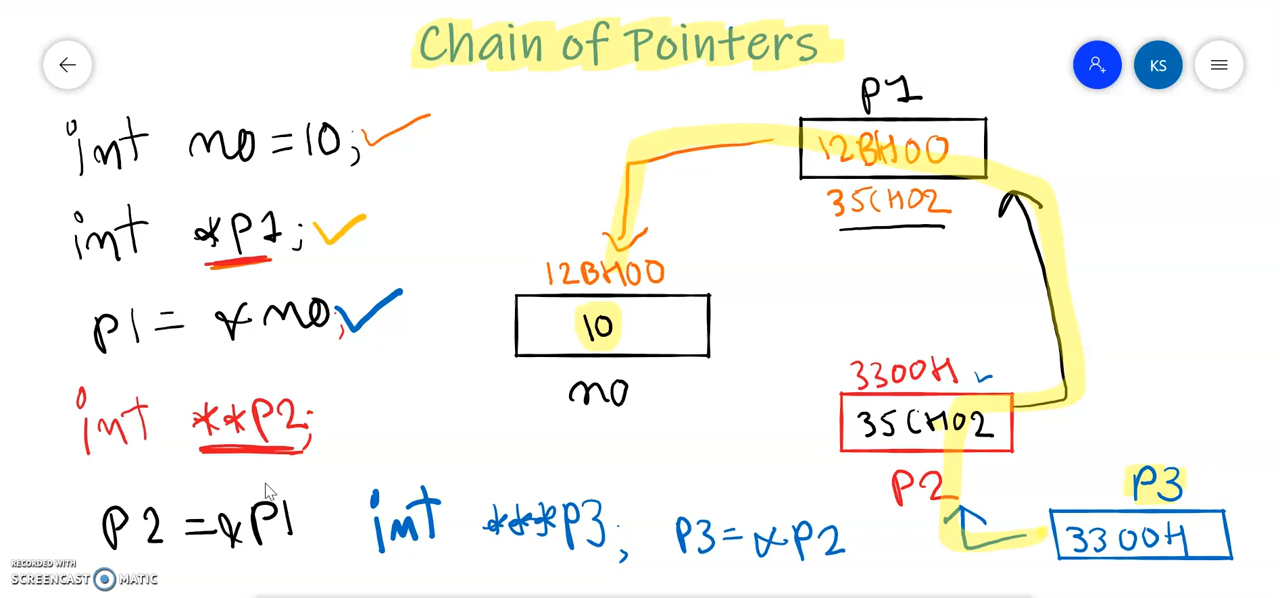 Chain of Pointers
KS
int no = 10;
int *P1;
P1 = &no;
int **P2;
P2 = &P1
int ***P3;
P3 = &P2
P1
12BH00
35CH02
12BH00
10
no
3300H
35CH02
P2
P3
3300H
RECORDED WITH
SCREENCAST MATIC